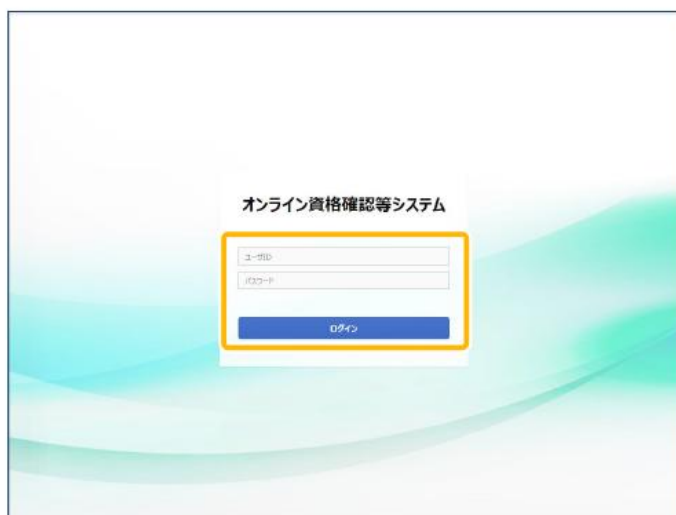 オンライン資格確認等システム
ユーザID
パスワード
ログイン